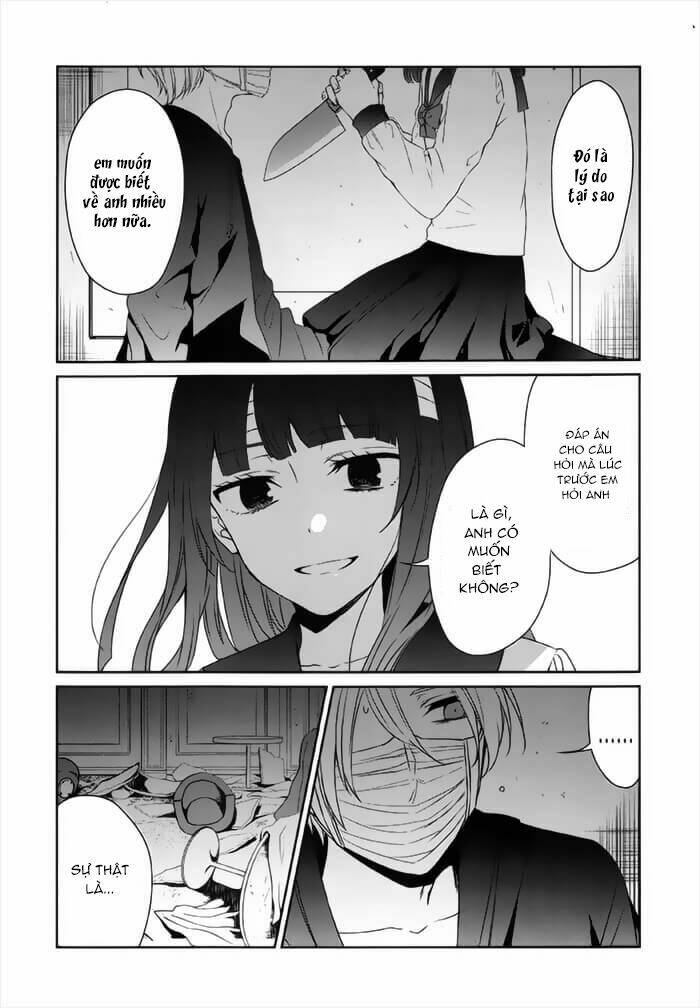 Đó là
lý do
tại sao
em muốn
được biết
về anh nhiều
hơn nữa.
ĐÁP ÁN
CHO CÂU
HỎI MÀ LÚC
TRƯỚC EM
HỎI ANH
LÀ GÌ,
ANH CÓ
MUỐN
BIẾT
KHÔNG?
......
SỰ THẬT
LÀ...